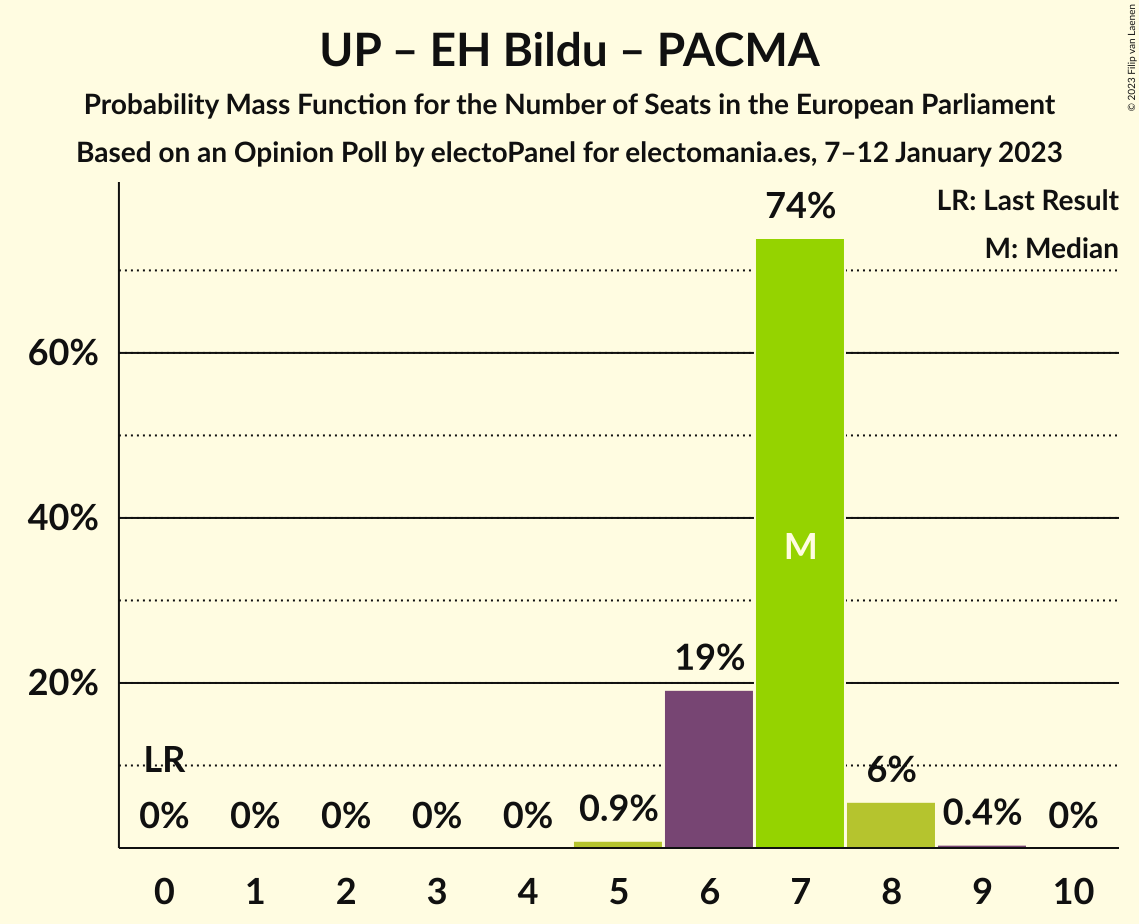 UP – EH Bildu – PACMA
Probability Mass Function for the Number of Seats in the European Parliament
Based on an Opinion Poll by electoPanel for electomania.es, 7–12 January 2023
© 2023 Filip van Laenen
LR: Last Result
M: Median
74%
60%
40%
M
19%
20%
LR
0%
0%
0%
0%
0%
0.9%
6%
0.4%
0%
0 1 2 3 4 5 6 7 8 9 10